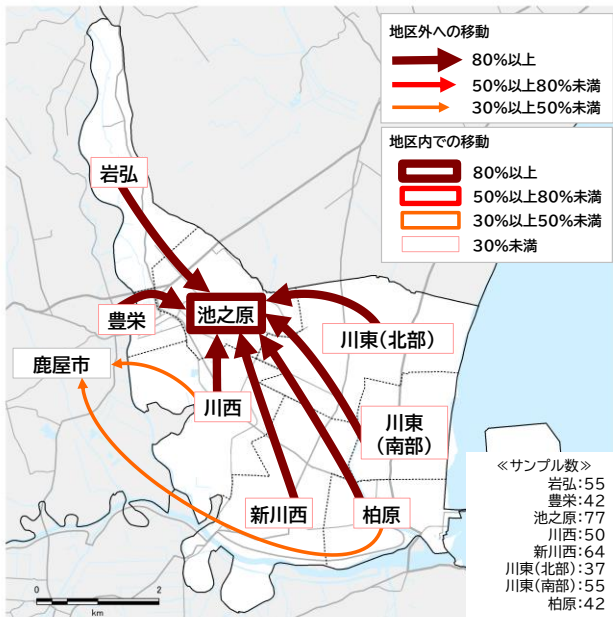 地区外への移動
80%以上
50%以上80%未満
30%以上50%未満
地区内での移動
80%以上
50%以上80%未満
30%以上50%未満
30%未満
岩弘
池之原
豊栄
川東(北部)
鹿屋市
川西
川東
(南部)
新川西
柏原
≪サンプル数≫
岩弘:55
豊栄:42
池之原:77
川西:50
新川西:64
川東(北部):37
川東(南部):55
柏原:42
0 2
km